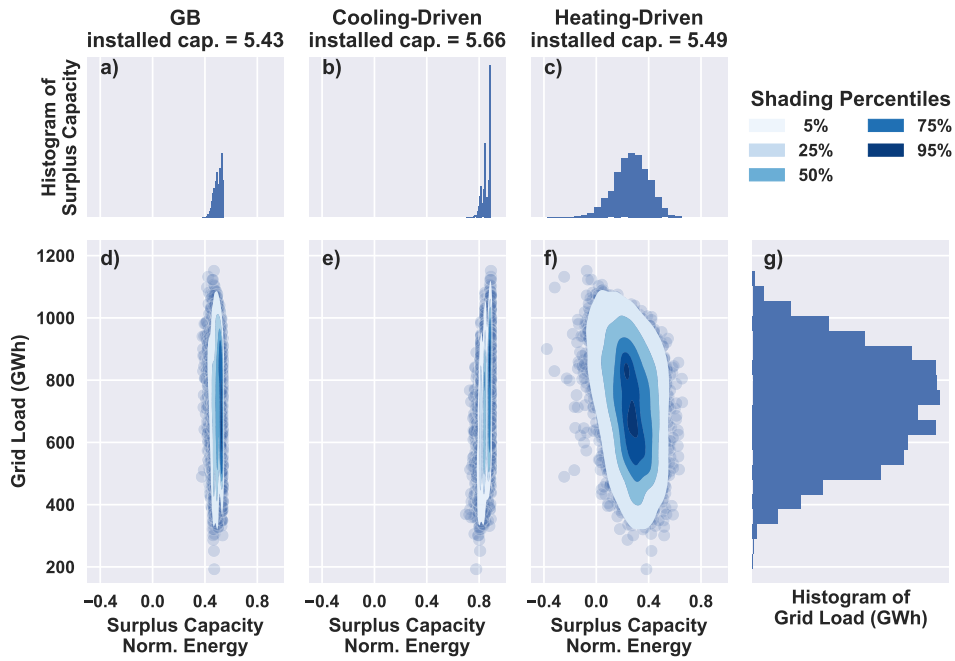 GB
installed cap. = 5.43
Cooling-Driven
installed cap. = 5.66
Heating-Driven
installed cap. = 5.49
Histogram of
Surplus Capacity
a)
b)
c)
Shading Percentiles
5%
75%
25%
95%
50%
Grid Load (GWh)
1200
1000
800
600
400
200
d)
e)
f)
g)
−0.4 0.0 0.4 0.8
−0.4 0.0 0.4 0.8
−0.4 0.0 0.4 0.8
Surplus Capacity
Norm. Energy
Surplus Capacity
Norm. Energy
Surplus Capacity
Norm. Energy
Histogram of
Grid Load (GWh)